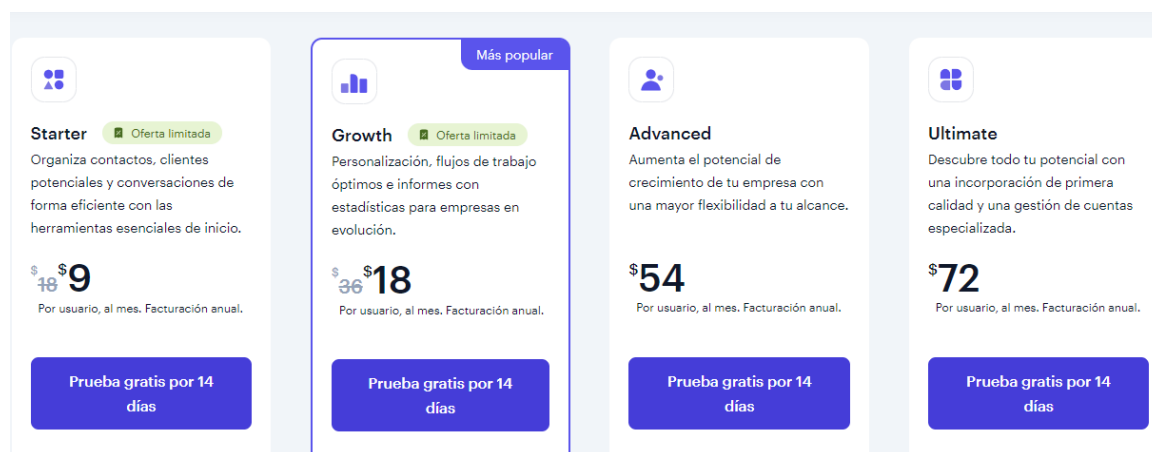 Starter
Oferta limitada
Organiza contactos, clientes
potenciales y conversaciones de
forma eficiente con las
herramientas esenciales de inicio.
$18 $9
Por usuario, al mes. Facturación anual.
Prueba gratis por 14
días
Más popular
Growth
Oferta limitada
Personalización, flujos de trabajo
óptimos e informes con
estadísticas para empresas en
evolución.
$36 $18
Por usuario, al mes. Facturación anual.
Prueba gratis por 14
días
Advanced
Aumenta el potencial de
crecimiento de tu empresa con
una mayor flexibilidad a tu alcance.
$54
Por usuario, al mes. Facturación anual.
Prueba gratis por 14
días
Ultimate
Descubre todo tu potencial con
una incorporación de primera
calidad y una gestión de cuentas
especializada.
$72
Por usuario, al mes. Facturación anual.
Prueba gratis por 14
días